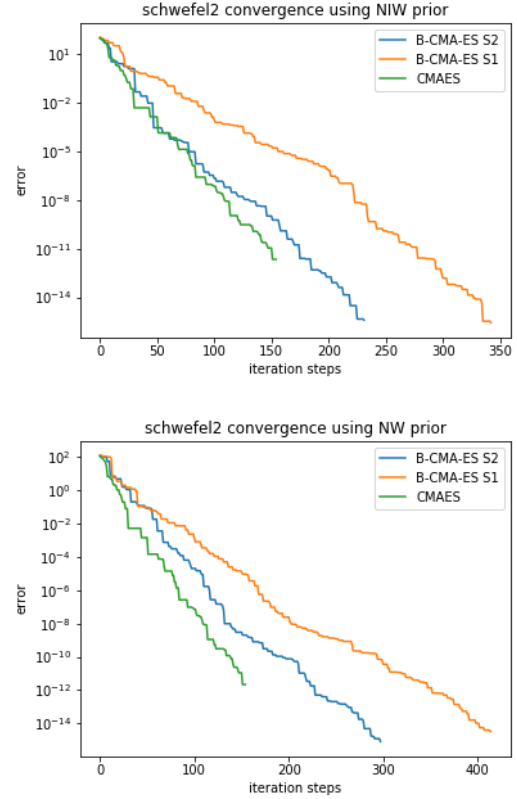 schwefel2 convergence using NIW prior
B-CMA-ES S2
B-CMA-ES S1
CMAES
error
10^1
10^-2
10^-5
10^-8
10^-11
10^-14
0 50 100 150 200 250 300 350
iteration steps
schwefel2 convergence using NW prior
B-CMA-ES S2
B-CMA-ES S1
CMAES
error
10^2
10^0
10^-2
10^-4
10^-6
10^-8
10^-10
10^-12
10^-14
0 100 200 300 400
iteration steps